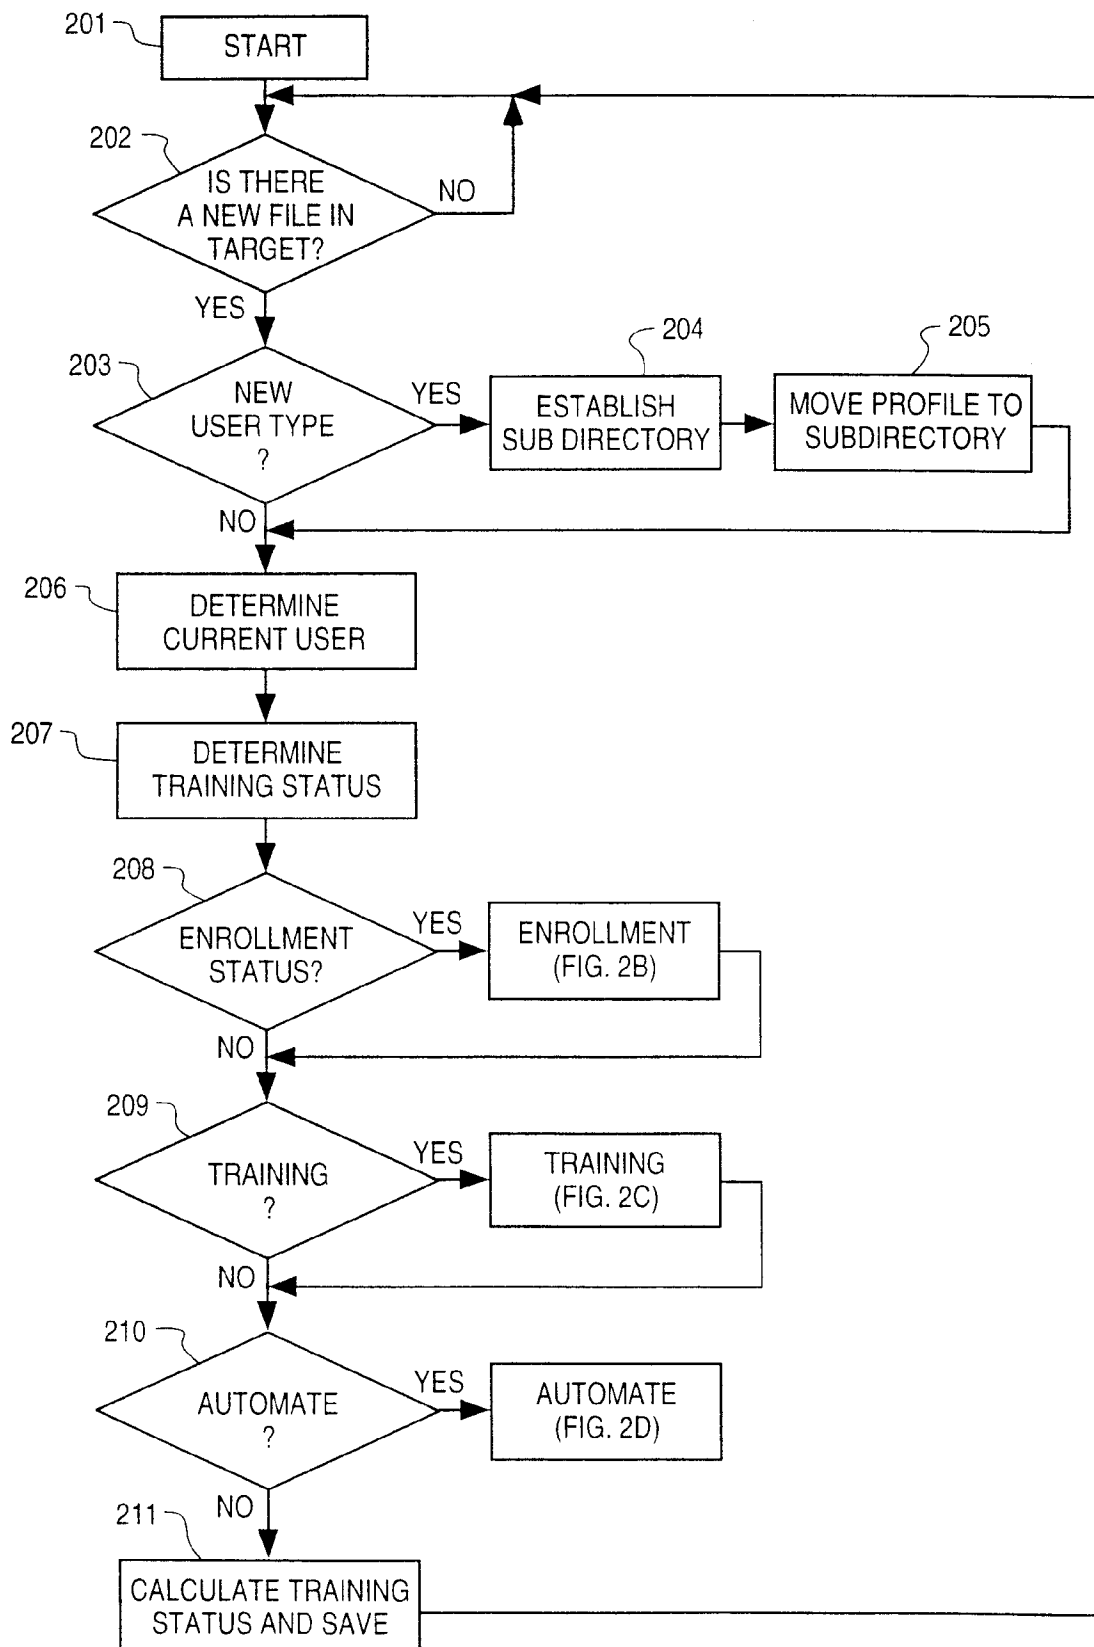 201
START
202
IS THERE
A NEW FILE IN
TARGET?
NO
YES
203
NEW
USER TYPE
?
YES
204
ESTABLISH
SUB DIRECTORY
205
MOVE PROFILE TO
SUBDIRECTORY
NO
206
DETERMINE
CURRENT USER
207
DETERMINE
TRAINING STATUS
208
ENROLLMENT
STATUS?
YES
ENROLLMENT
(FIG. 2B)
NO
209
TRAINING
?
YES
TRAINING
(FIG. 2C)
NO
210
AUTOMATE
?
YES
AUTOMATE
(FIG. 2D)
NO
211
CALCULATE TRAINING
STATUS AND SAVE